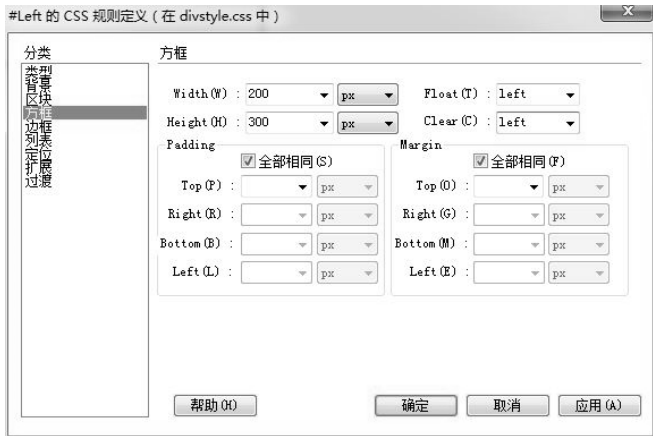 #Left 的 CSS 规则定义 ( 在 divstyle.css 中 )
分类
类型
背景
区块
方框
边框
列表
定位
扩展
过渡
方框
Width(W) : 200 px Float(T) : left
Height(H) : 300 px Clear(C) : left
Padding Margin
全部相同(S) 全部相同(F)
Top(P) : px Top(O) : px
Right(R) : px Right(G) : px
Bottom(B) : px Bottom(M) : px
Left(L) : px Left(E) : px
帮助(H) 确定 取消 应用(A)